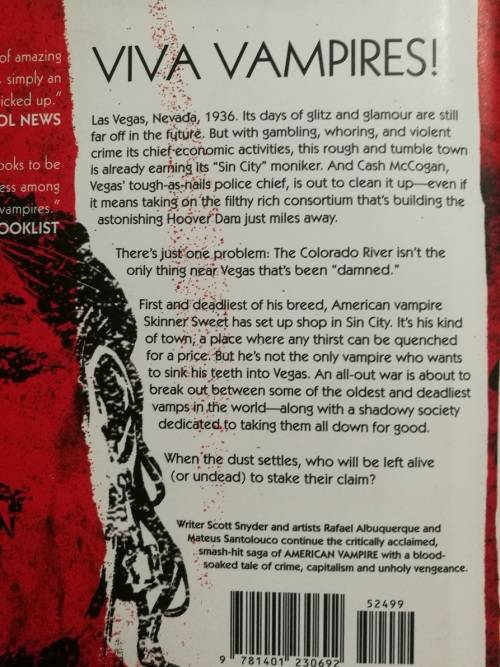 of amazing
simply an
icked up."
OL NEWS
ooks to be
ess among
vampires."
OOKLIST
VIVA VAMPIRES!
Las Vegas, Nevada, 1936. Its days of glitz and glamour are still
far off in the future. But with gambling, whoring, and violent
crime its chief economic activities, this rough and tumble town
is already earning its "Sin City" moniker. And Cash McCogan,
Vegas' tough-as-nails police chief, is out to clean it up—even if
it means taking on the filthy rich consortium that's building the
astonishing Hoover Dam just miles away.
There's just one problem: The Colorado River isn't the
only thing near Vegas that's been "damned."
First and deadliest of his breed, American vampire
Skinner Sweet has set up shop in Sin City. It's his kind
of town, a place where any thirst can be quenched
for a price. But he's not the only vampire who wants
to sink his teeth into Vegas. An all-out war is about to
break out between some of the oldest and deadliest
vamps in the world—along with a shadowy society
dedicated to taking them all down for good.
When the dust settles, who will be left alive
(or undead) to stake their claim?
Writer Scott Snyder and artists Rafael Albuquerque and
Mateus Santolouco continue the critically acclaimed,
smash-hit saga of AMERICAN VAMPIRE with a blood-
soaked tale of crime, capitalism and unholy vengeance.
52499
9 781401 230692
N